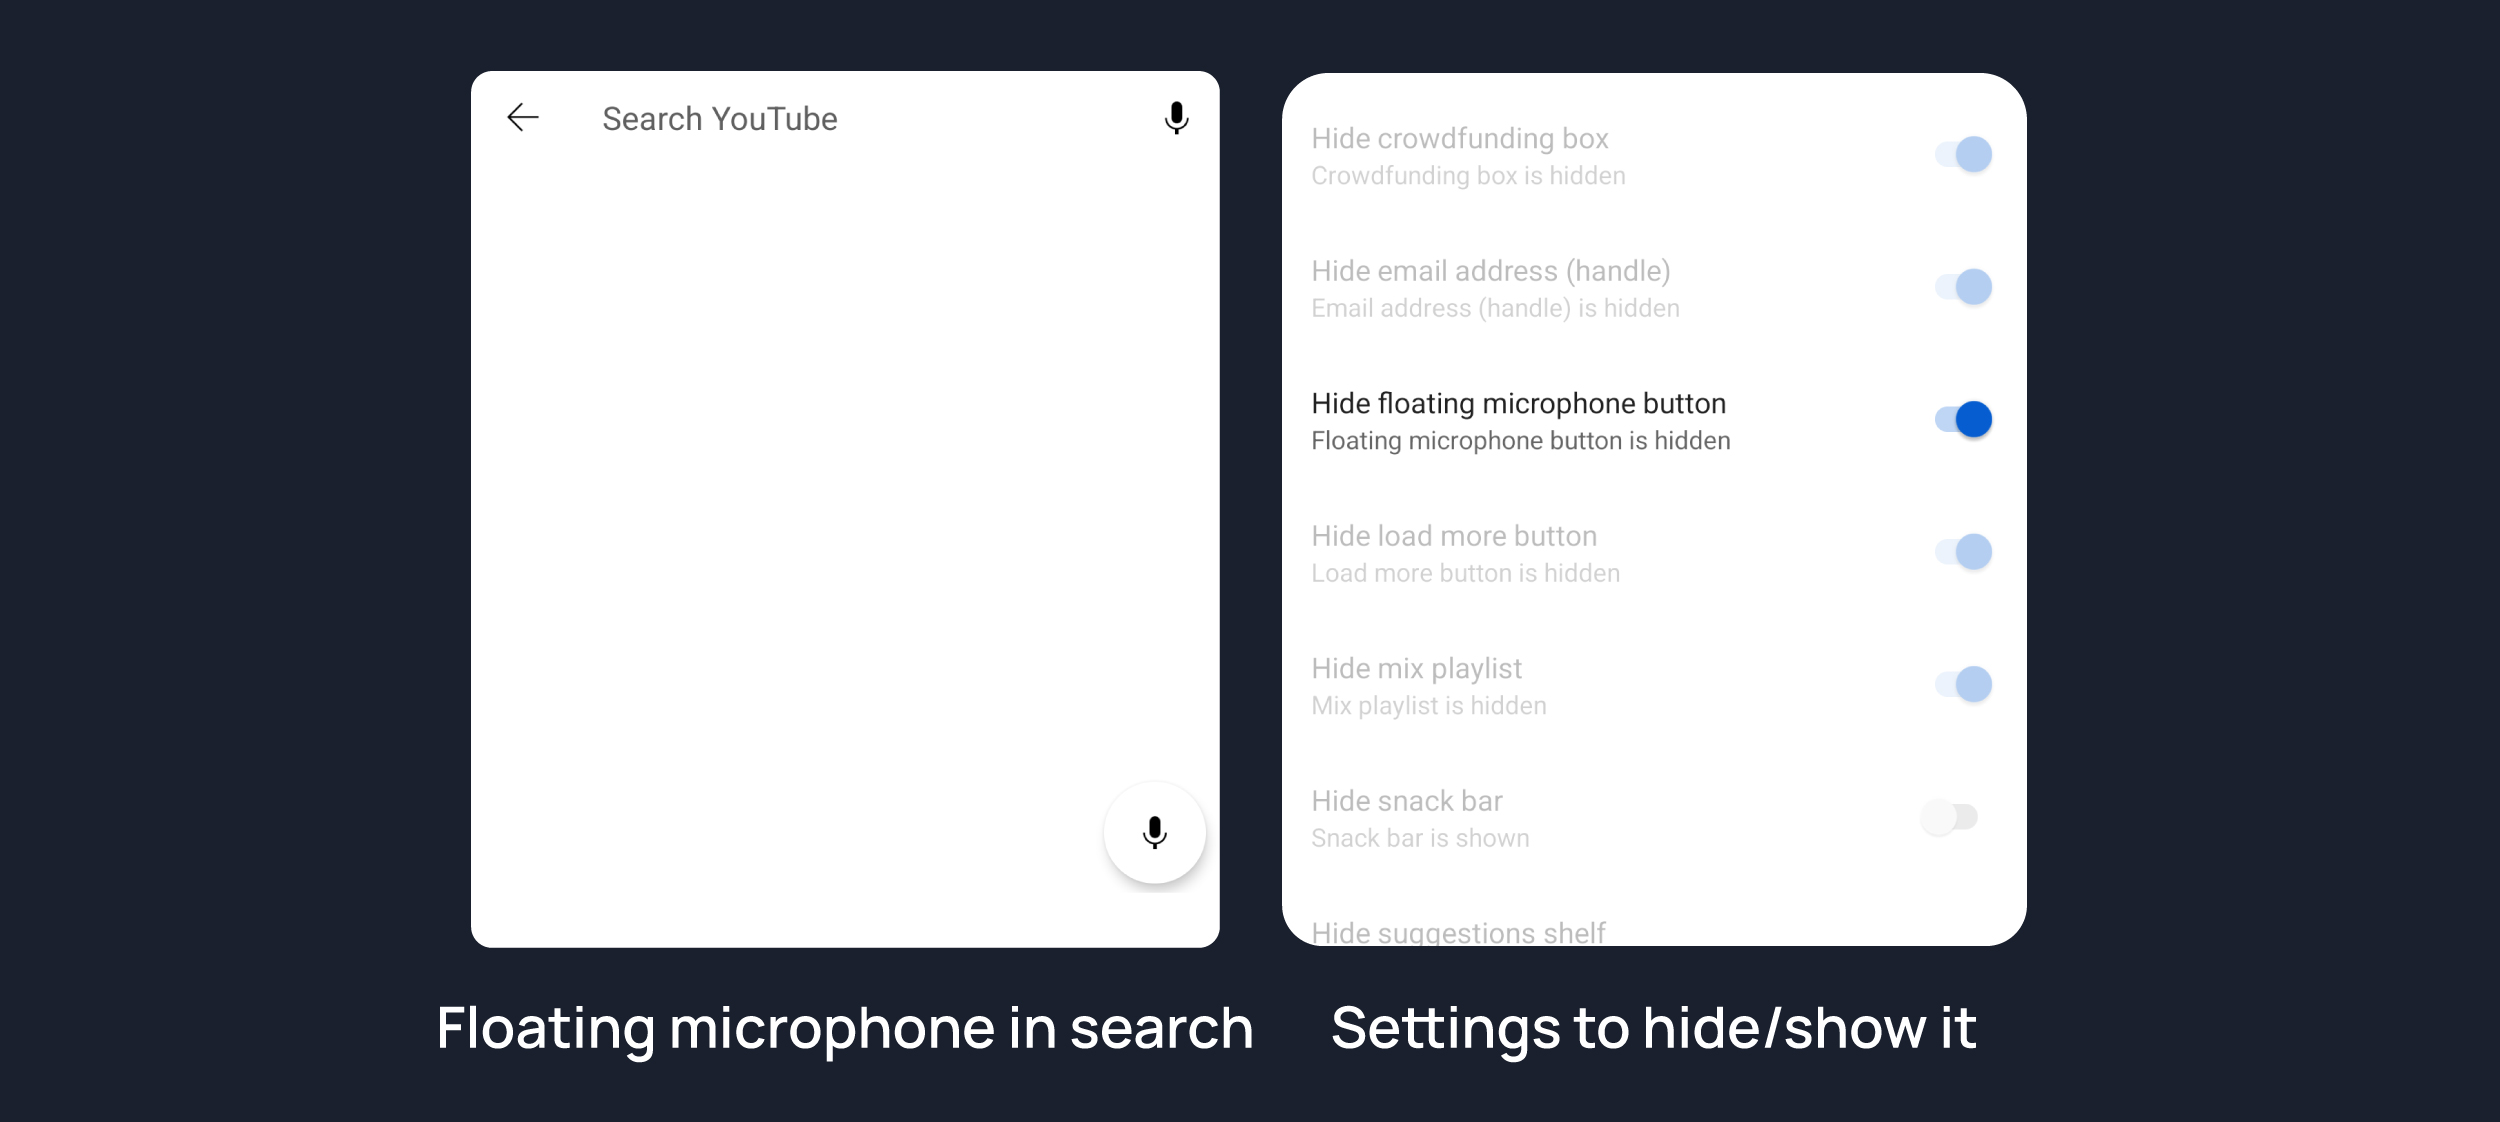 Search YouTube
Hide crowdfunding box
Crowdfunding box is hidden
Hide email address (handle)
Email address (handle) is hidden
Hide floating microphone button
Floating microphone button is hidden
Hide load more button
Load more button is hidden
Hide mix playlist
Mix playlist is hidden
Hide snack bar
Snack bar is shown
Hide suggestions shelf
Floating microphone in search
Settings to hide/show it